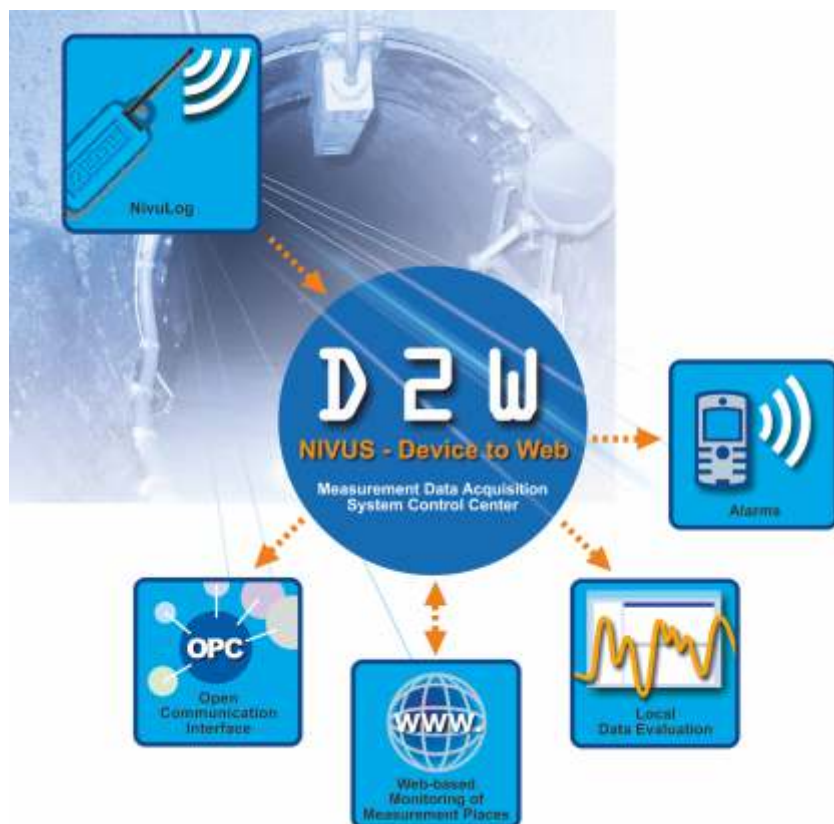 NivuLog
D2W
NIVUS - Device to Web
Measurement Data Acquisition
System Control Center
Alarms
OPC
Open
Communication
Interface
www.
Web-based
Monitoring of
Measurement Places
Local
Data Evaluation